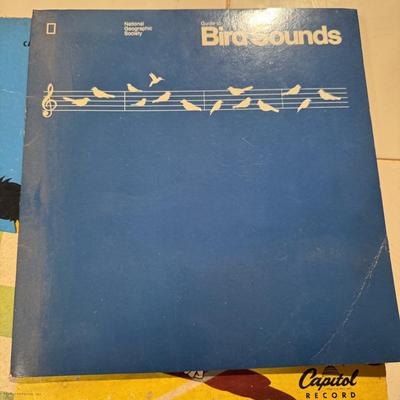 National
Geographic
Society
Guide to
Bird Sounds
Capitol
RECORD